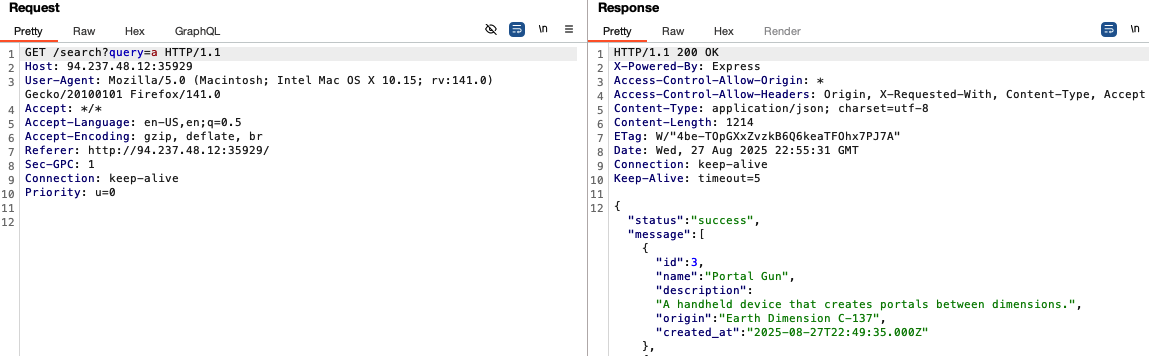 Request
Pretty Raw Hex GraphQL \n
1 GET /search?query=a HTTP/1.1
2 Host: 94.237.48.12:35929
3 User-Agent: Mozilla/5.0 (Macintosh; Intel Mac OS X 10.15; rv:141.0)
Gecko/20100101 Firefox/141.0
4 Accept: */*
5 Accept-Language: en-US,en;q=0.5
6 Accept-Encoding: gzip, deflate, br
7 Referer: http://94.237.48.12:35929/
8 Sec-GPC: 1
9 Connection: keep-alive
10 Priority: u=0
11
12
Response
Pretty Raw Hex Render \n
1 HTTP/1.1 200 OK
2 X-Powered-By: Express
3 Access-Control-Allow-Origin: *
4 Access-Control-Allow-Headers: Origin, X-Requested-With, Content-Type, Accept
5 Content-Type: application/json; charset=utf-8
6 Content-Length: 1214
7 ETag: W/"4be-TOpGXxZvzkB6Q6keaTFOhx7PJ7A"
8 Date: Wed, 27 Aug 2025 22:55:31 GMT
9 Connection: keep-alive
10 Keep-Alive: timeout=5
11
12 {
"status":"success",
"message":[
{
"id":3,
"name":"Portal Gun",
"description":
"A handheld device that creates portals between dimensions.",
"origin":"Earth Dimension C-137",
"created_at":"2025-08-27T22:49:35.000Z"
},